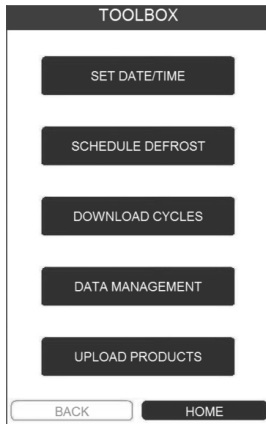 TOOLBOX
SET DATE/TIME
SCHEDULE DEFROST
DOWNLOAD CYCLES
DATA MANAGEMENT
UPLOAD PRODUCTS
BACK HOME